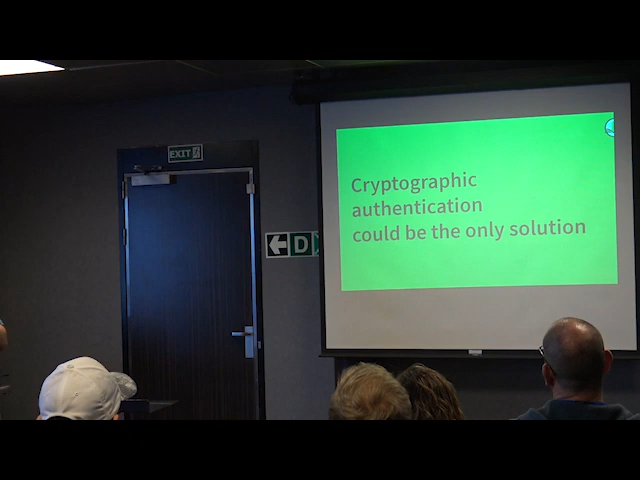 EXIT
D
Cryptographic
authentication
could be the only solution